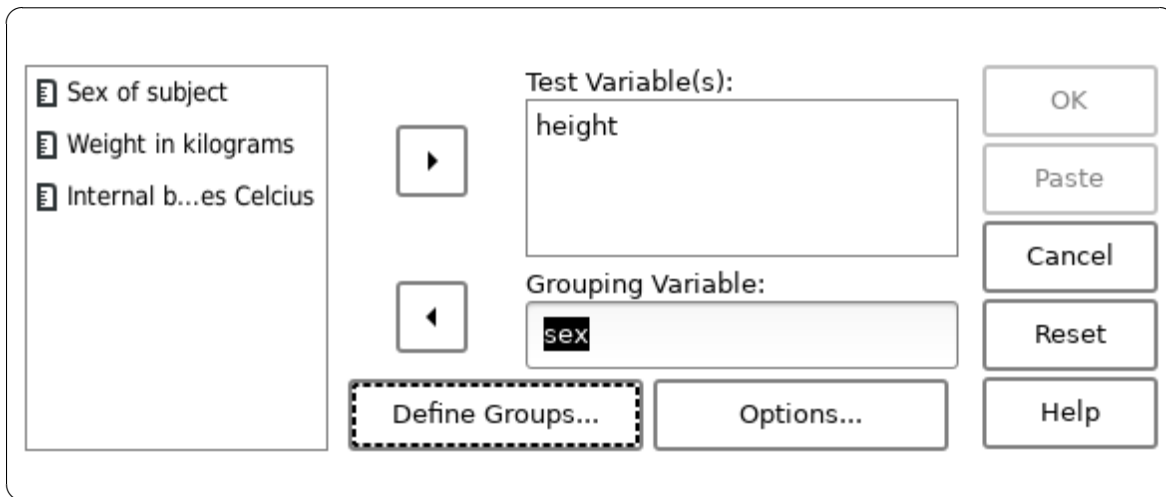 Sex of subject
Weight in kilograms
Internal b...es Celcius
Test Variable(s):
height
Grouping Variable:
sex
Define Groups...
Options...
OK
Paste
Cancel
Reset
Help